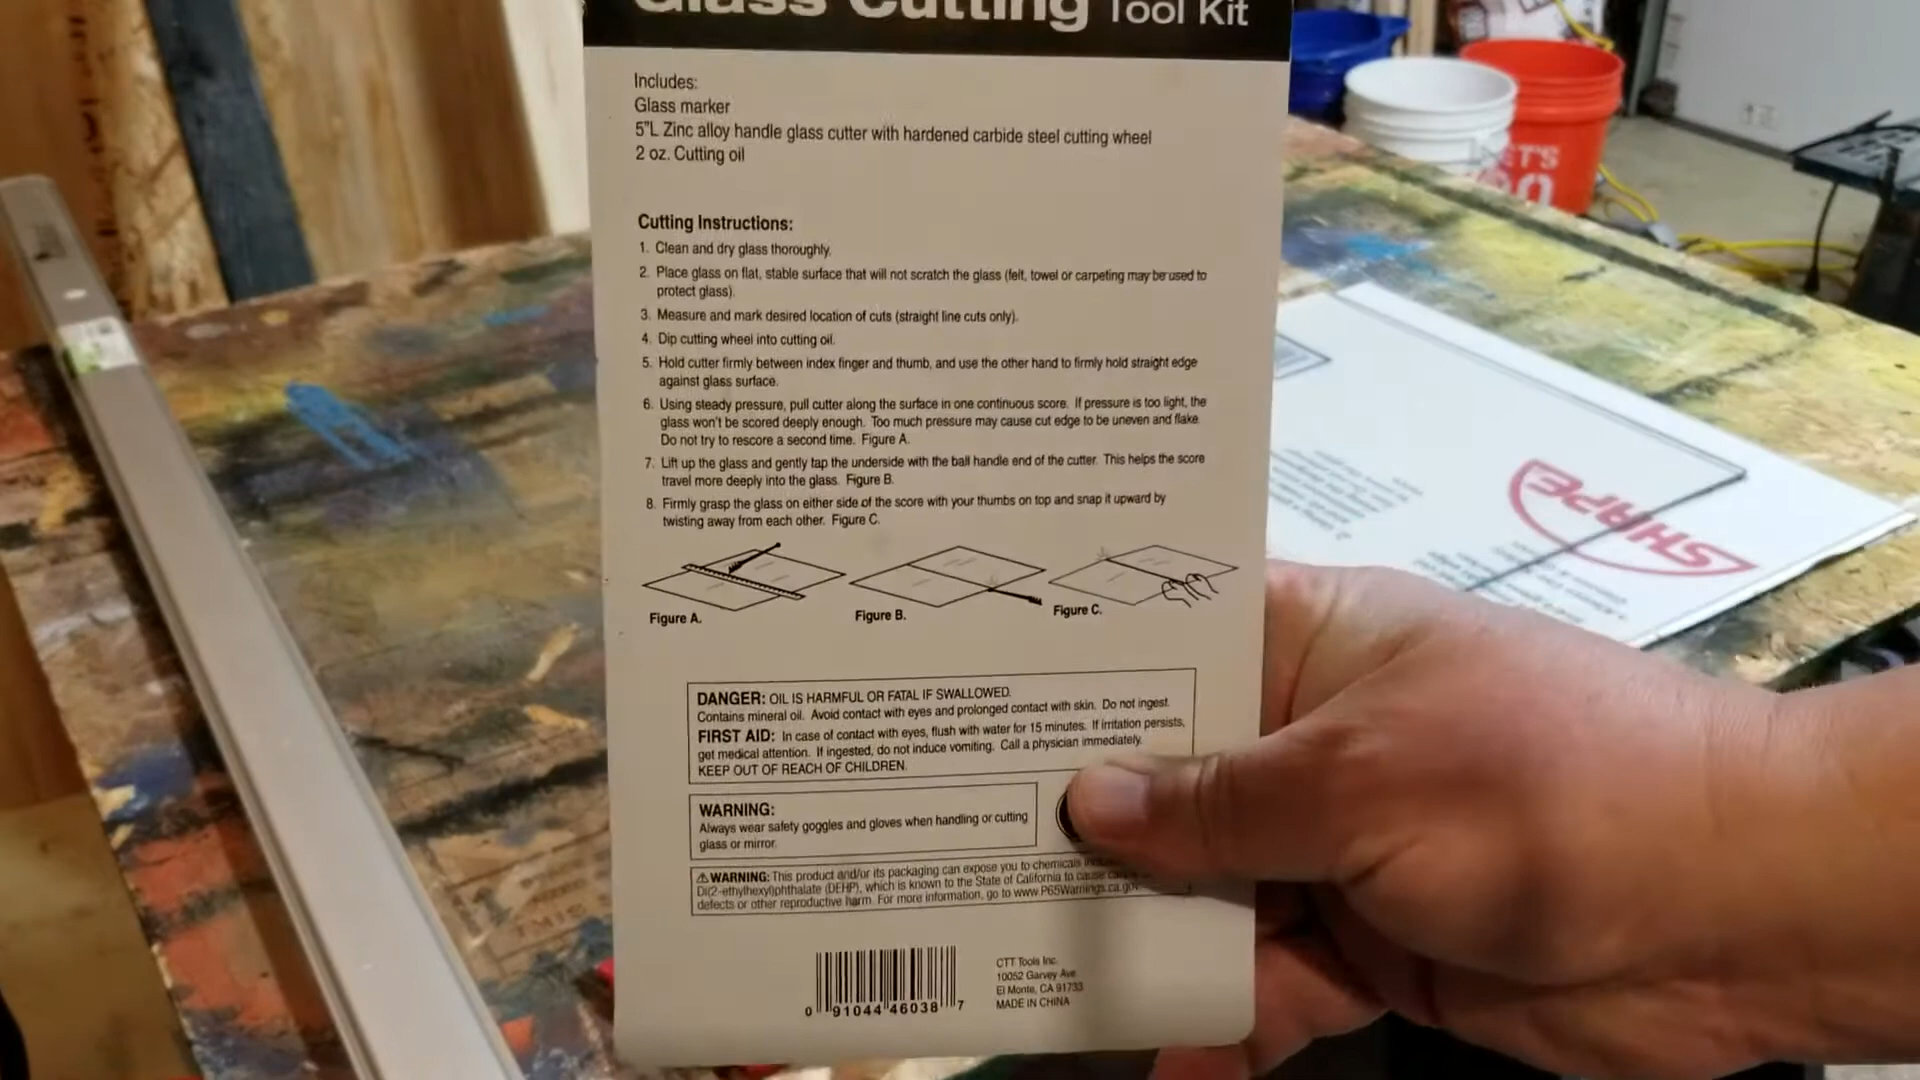 Glass Cutting Tool Kit
Includes:
Glass marker
5"L Zinc alloy handle glass cutter with hardened carbide steel cutting wheel
2 oz. Cutting oil
Cutting Instructions:
1. Clean and dry glass thoroughly.
2. Place glass on flat, stable surface that will not scratch the glass (felt, towel or carpeting may be used to
protect glass).
3. Measure and mark desired location of cuts (straight line cuts only).
4. Dip cutting wheel into cutting oil.
5. Hold cutter firmly between index finger and thumb, and use the other hand to firmly hold straight edge
against glass surface.
6. Using steady pressure, pull cutter along the surface in one continuous score. If pressure is too light, the
glass won't be scored deeply enough. Too much pressure may cause cut edge to be uneven and flake.
Do not try to rescore a second time. Figure A.
7. Lift up the glass and gently tap the underside with the ball handle end of the cutter. This helps the score
travel more deeply into the glass. Figure B.
8. Firmly grasp the glass on either side of the score with your thumbs on top and snap it upward by
twisting away from each other. Figure C.
Figure A.
Figure B.
Figure C.
DANGER: OIL IS HARMFUL OR FATAL IF SWALLOWED.
Contains mineral oil. Avoid contact with eyes and prolonged contact with skin. Do not ingest.
FIRST AID: In case of contact with eyes, flush with water for 15 minutes. If irritation persists,
get medical attention. If ingested, do not induce vomiting. Call a physician immediately.
KEEP OUT OF REACH OF CHILDREN.
WARNING:
Always wear safety goggles and gloves when handling or cutting
glass or mirror.
⚠WARNING: This product and/or its packaging can expose you to chemicals
Di(2-ethylhexyl)phthalate (DEHP), which is known to the State of California to cause
defects or other reproductive harm. For more information, go to www.P65Warnings.ca.gov
0 91044 46038 7
CTT Tools Inc.
10052 Garvey Ave
El Monte, CA 91733
MADE IN CHINA
SHAPE